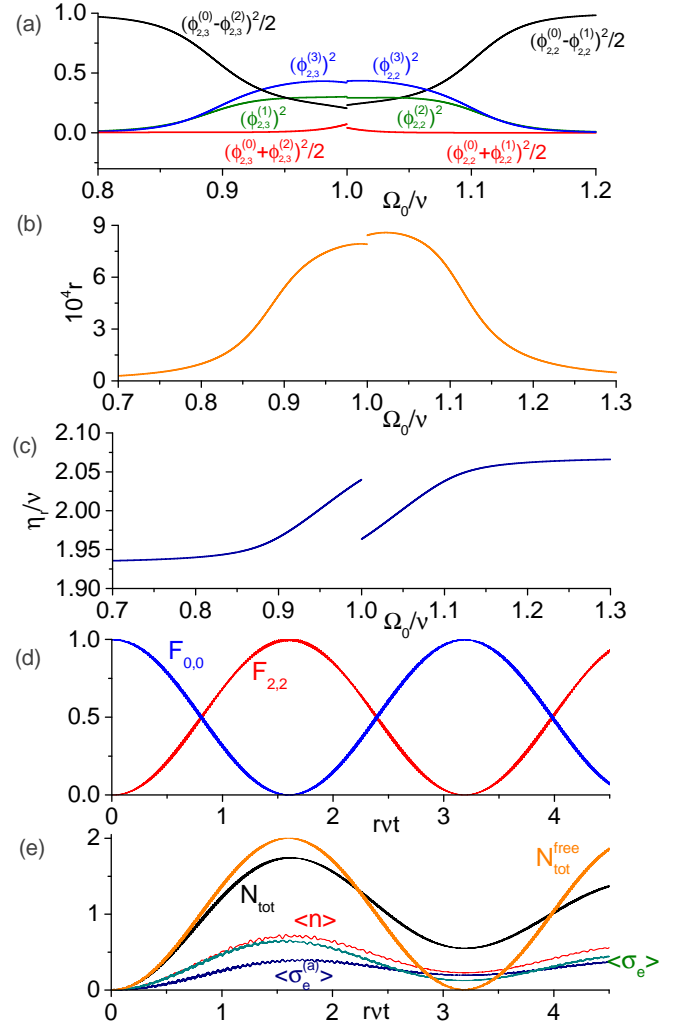 (a)
(ϕ₂,₃⁽⁰⁾-ϕ₂,₃⁽²⁾)²/2
(ϕ₂,₂⁽⁰⁾-ϕ₂,₂⁽¹⁾)²/2
(ϕ₂,₃⁽³⁾)²
(ϕ₂,₂⁽³⁾)²
(ϕ₂,₃⁽¹⁾)²
(ϕ₂,₂⁽²⁾)²
(ϕ₂,₃⁽⁰⁾+ϕ₂,₃⁽²⁾)²/2
(ϕ₂,₂⁽⁰⁾+ϕ₂,₂⁽¹⁾)²/2
1.0
0.5
0.0
0.8 0.9 1.0 1.1 1.2
Ω₀/ν
(b)
10⁴r
9
6
3
0
0.7 0.8 0.9 1.0 1.1 1.2 1.3
Ω₀/ν
(c)
ηᵣ/ν
2.10
2.05
2.00
1.95
1.90
0.7 0.8 0.9 1.0 1.1 1.2 1.3
Ω₀/ν
(d)
1.0
0.5
0.0
F₀,₀
F₂,₂
0 1 2 3 4
rνt
(e)
2
1
0
N_tot
N_tot^free
<n>
<σₑ⁽ᵃ⁾>
<σₑ>
0 1 2 3 4
rνt